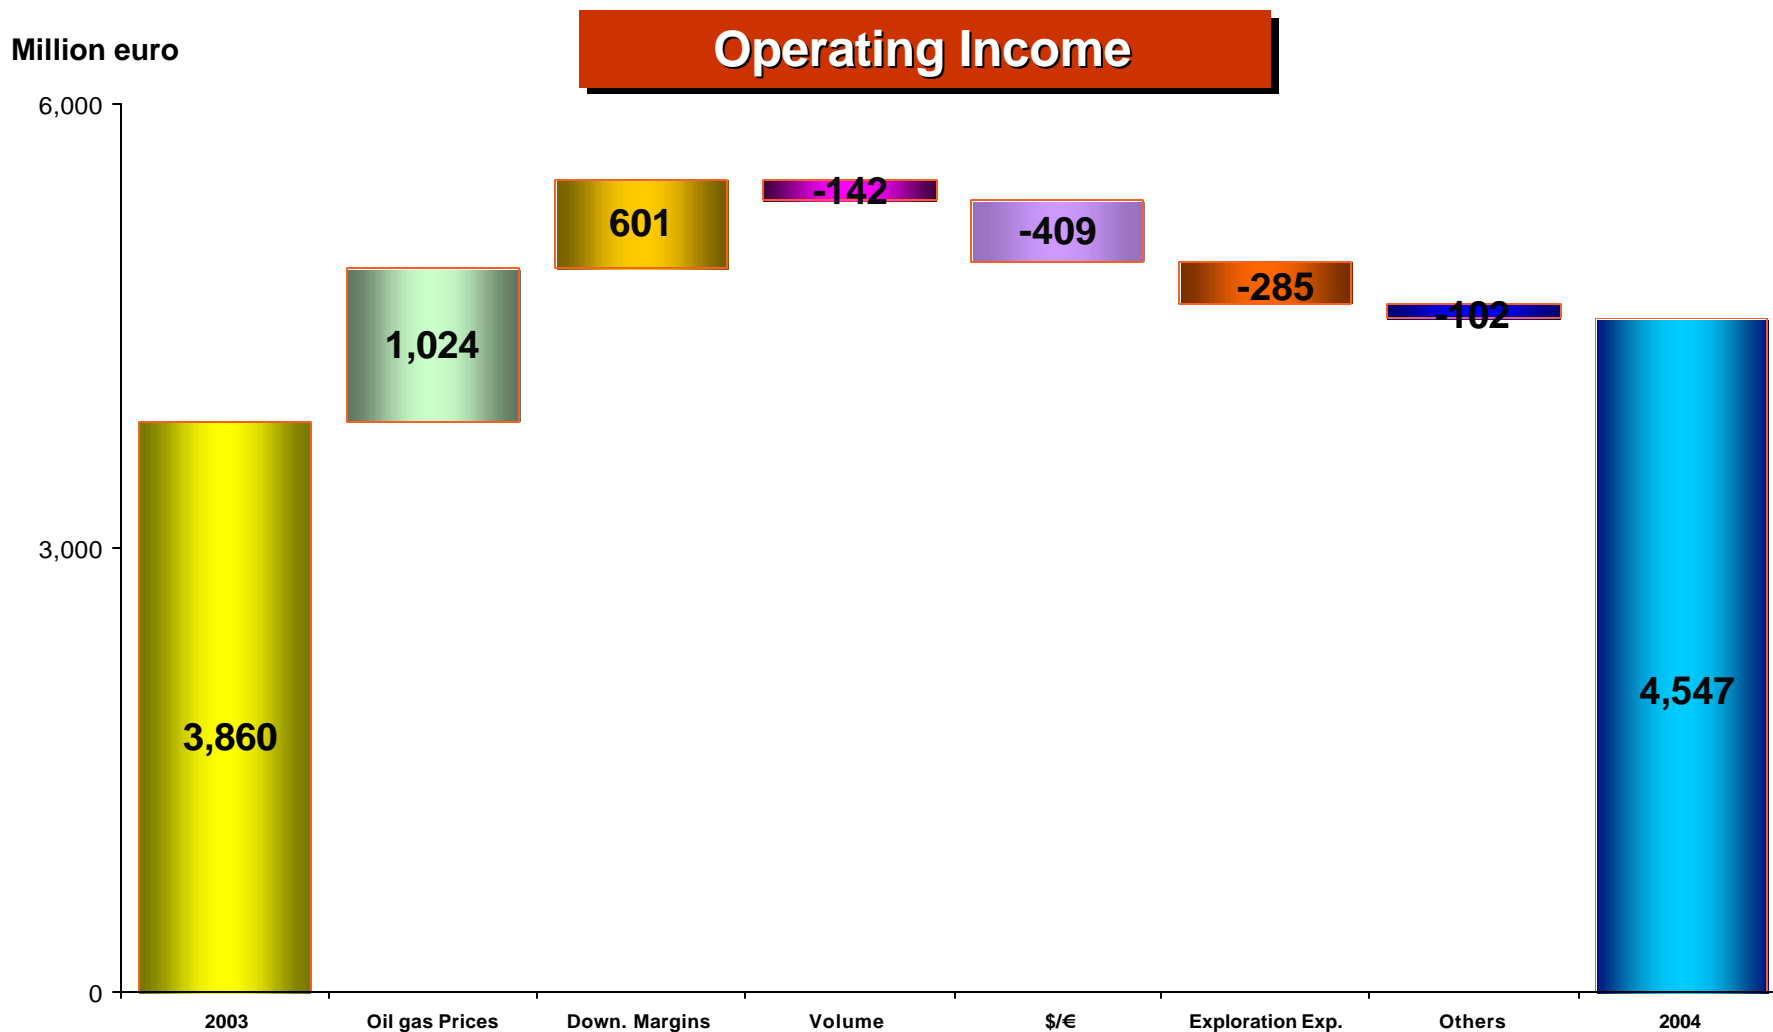 Operating Income
Million euro
6,000
3,000
0
3,860
1,024
601
-142
-409
-285
-102
4,547
2003
Oil gas Prices
Down. Margins
Volume
$/€
Exploration Exp.
Others
2004